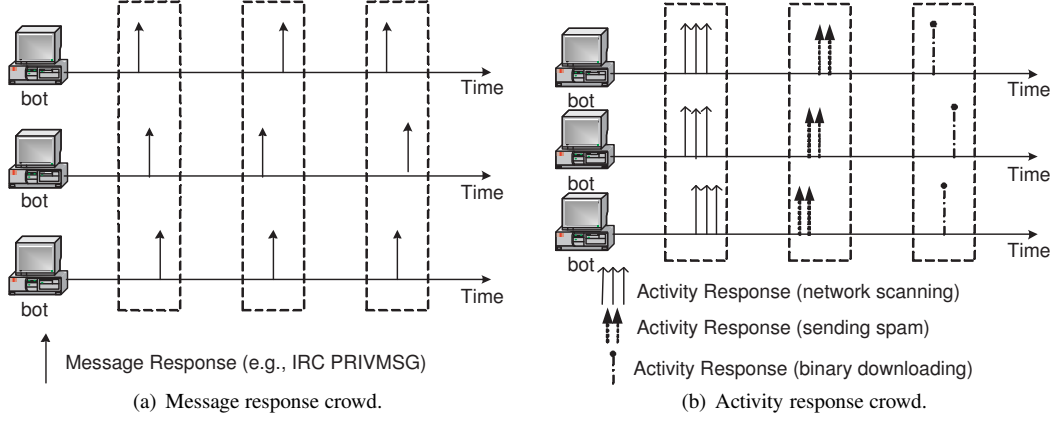 bot
Time
bot
Time
bot
Time
Message Response (e.g., IRC PRIVMSG)
(a) Message response crowd.
bot
Time
bot
Time
bot
Time
Activity Response (network scanning)
Activity Response (sending spam)
Activity Response (binary downloading)
(b) Activity response crowd.